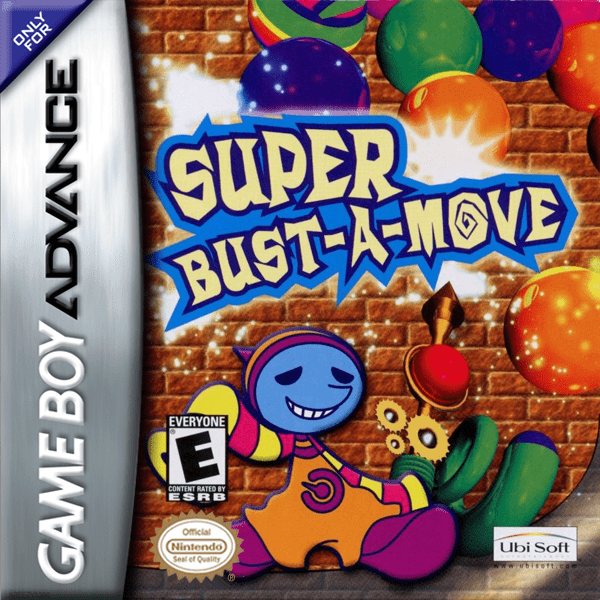 ONLY
FOR
GAME BOY ADVANCE
SUPER
BUST-A-MOVE
EVERYONE
E
CONTENT RATED BY
ESRB
Official
Nintendo
Seal of Quality
®
Ubi Soft
www.ubisoft.com